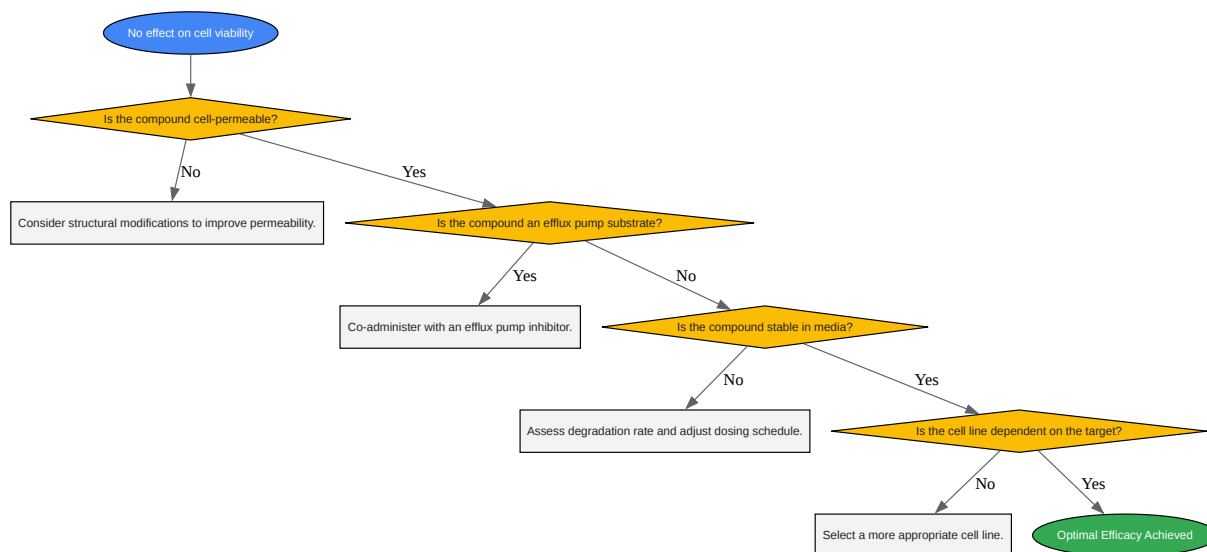 No effect on cell viability
Is the compound cell-permeable?
No
Yes
Consider structural modifications to improve permeability.
Is the compound an efflux pump substrate?
Yes
No
Co-administer with an efflux pump inhibitor.
Is the compound stable in media?
No
Yes
Assess degradation rate and adjust dosing schedule.
Is the cell line dependent on the target?
No
Yes
Select a more appropriate cell line.
Optimal Efficacy Achieved